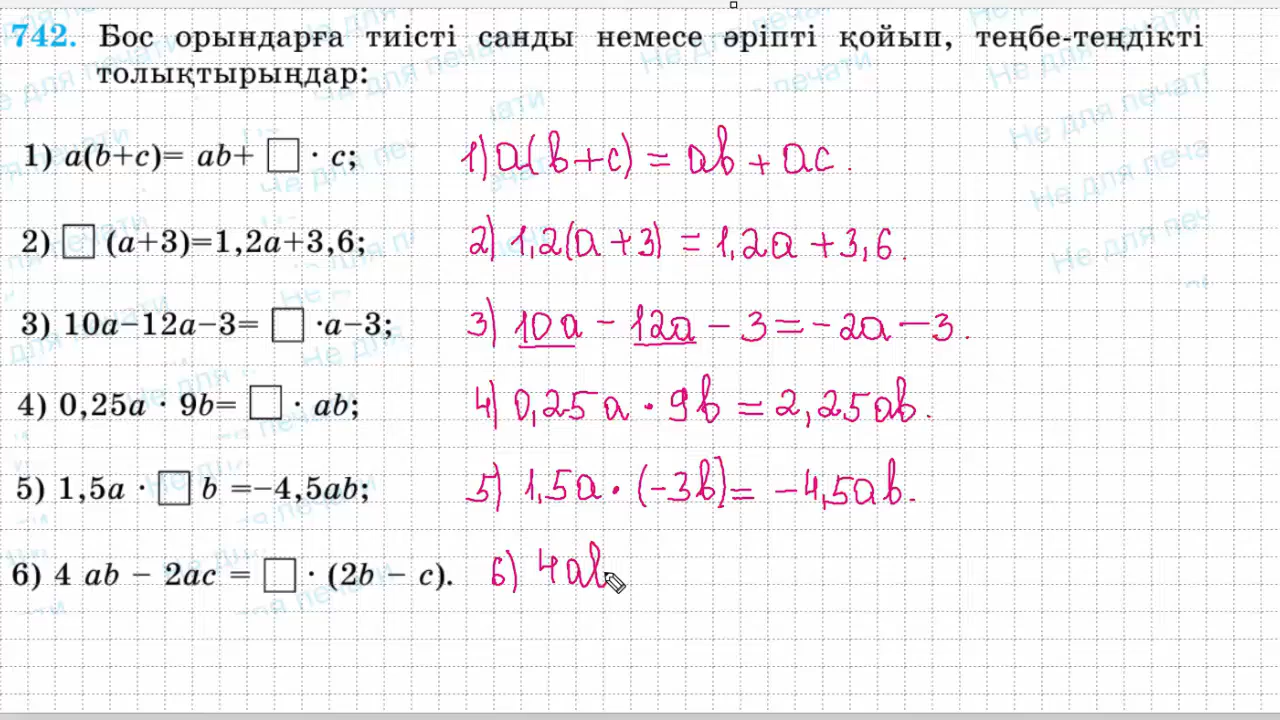 742. Бос орындарға тиісті санды немесе әріпті қойып, теңбе-теңдікті
толықтырыңдар:
1) a(b+c)= ab+ □ · c; 1) a(b+c) = ab + ac.
2) □ (a+3)=1,2a+3,6; 2) 1,2(a+3) = 1,2a + 3,6.
3) 10a−12a−3= □ ·a−3; 3) 10a − 12a − 3 = −2a − 3.
4) 0,25a · 9b= □ · ab; 4) 0,25a · 9b = 2,25ab.
5) 1,5a · □ b =−4,5ab; 5) 1,5a · (−3b) = −4,5ab.
6) 4 ab − 2ac = □ · (2b − c). 6) 4ab
Не для печати